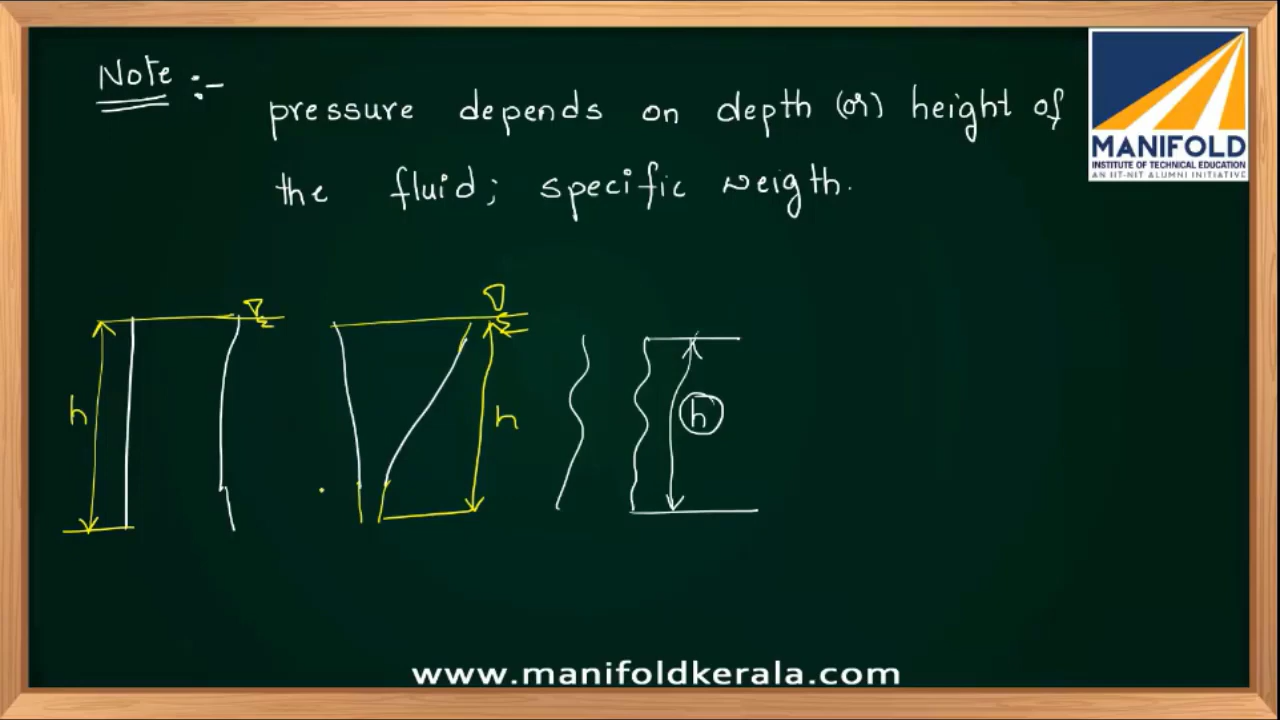 Note :-
pressure depends on depth (or) height of
the fluid; specific weigth.
h
h
h
MANIFOLD
INSTITUTE OF TECHNICAL EDUCATION
AN IIT-NIT ALUMNI INITIATIVE
www.manifoldkerala.com